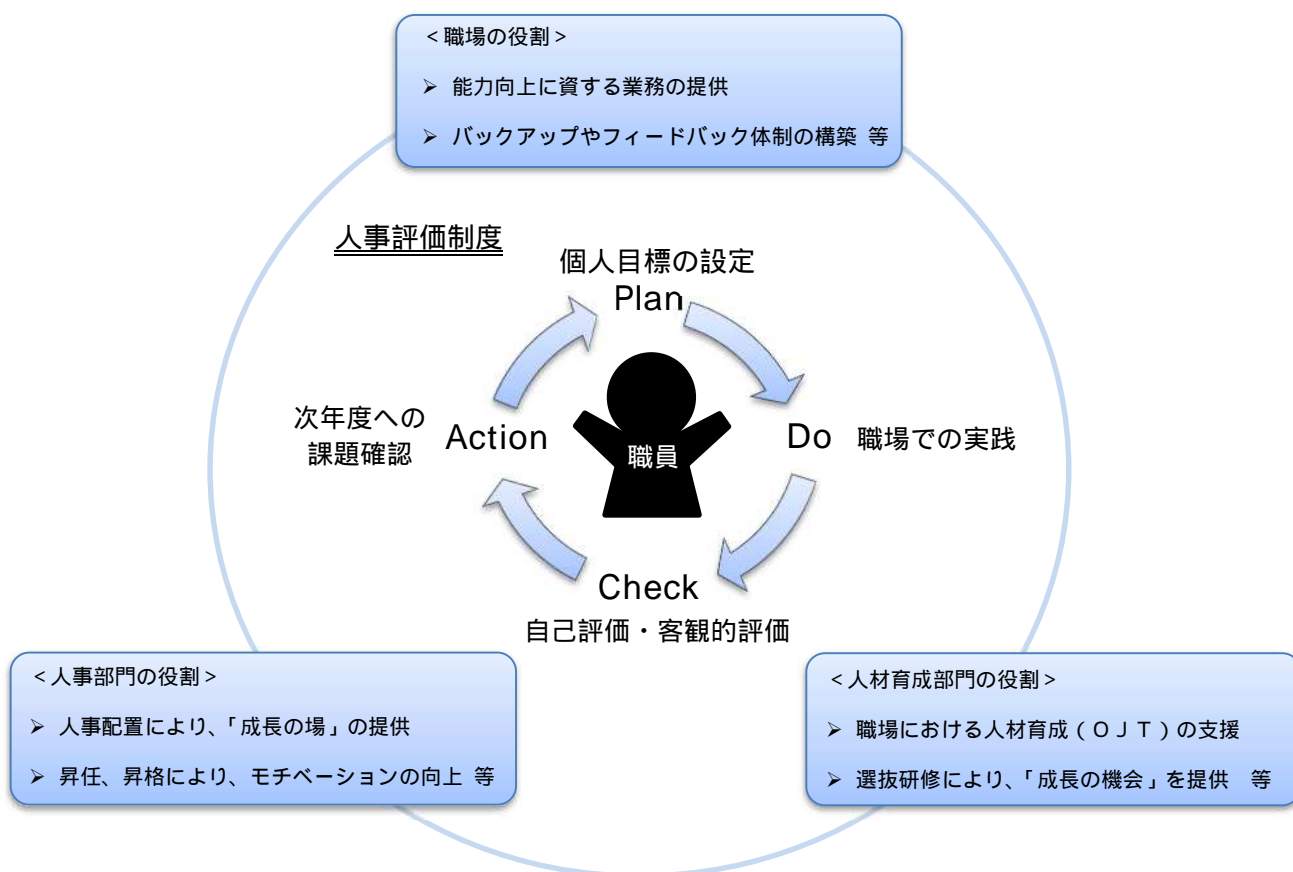 ＜職場の役割＞
➢ 能力向上に資する業務の提供
➢ バックアップやフィードバック体制の構築 等
人事評価制度
個人目標の設定
Plan
次年度への
課題確認
Action
職員
Do 職場での実践
Check
自己評価・客観的評価
＜人事部門の役割＞
➢ 人事配置により、「成長の場」の提供
➢ 昇任、昇格により、モチベーションの向上 等
＜人材育成部門の役割＞
➢ 職場における人材育成（ＯＪＴ）の支援
➢ 選抜研修により、「成長の機会」を提供　等